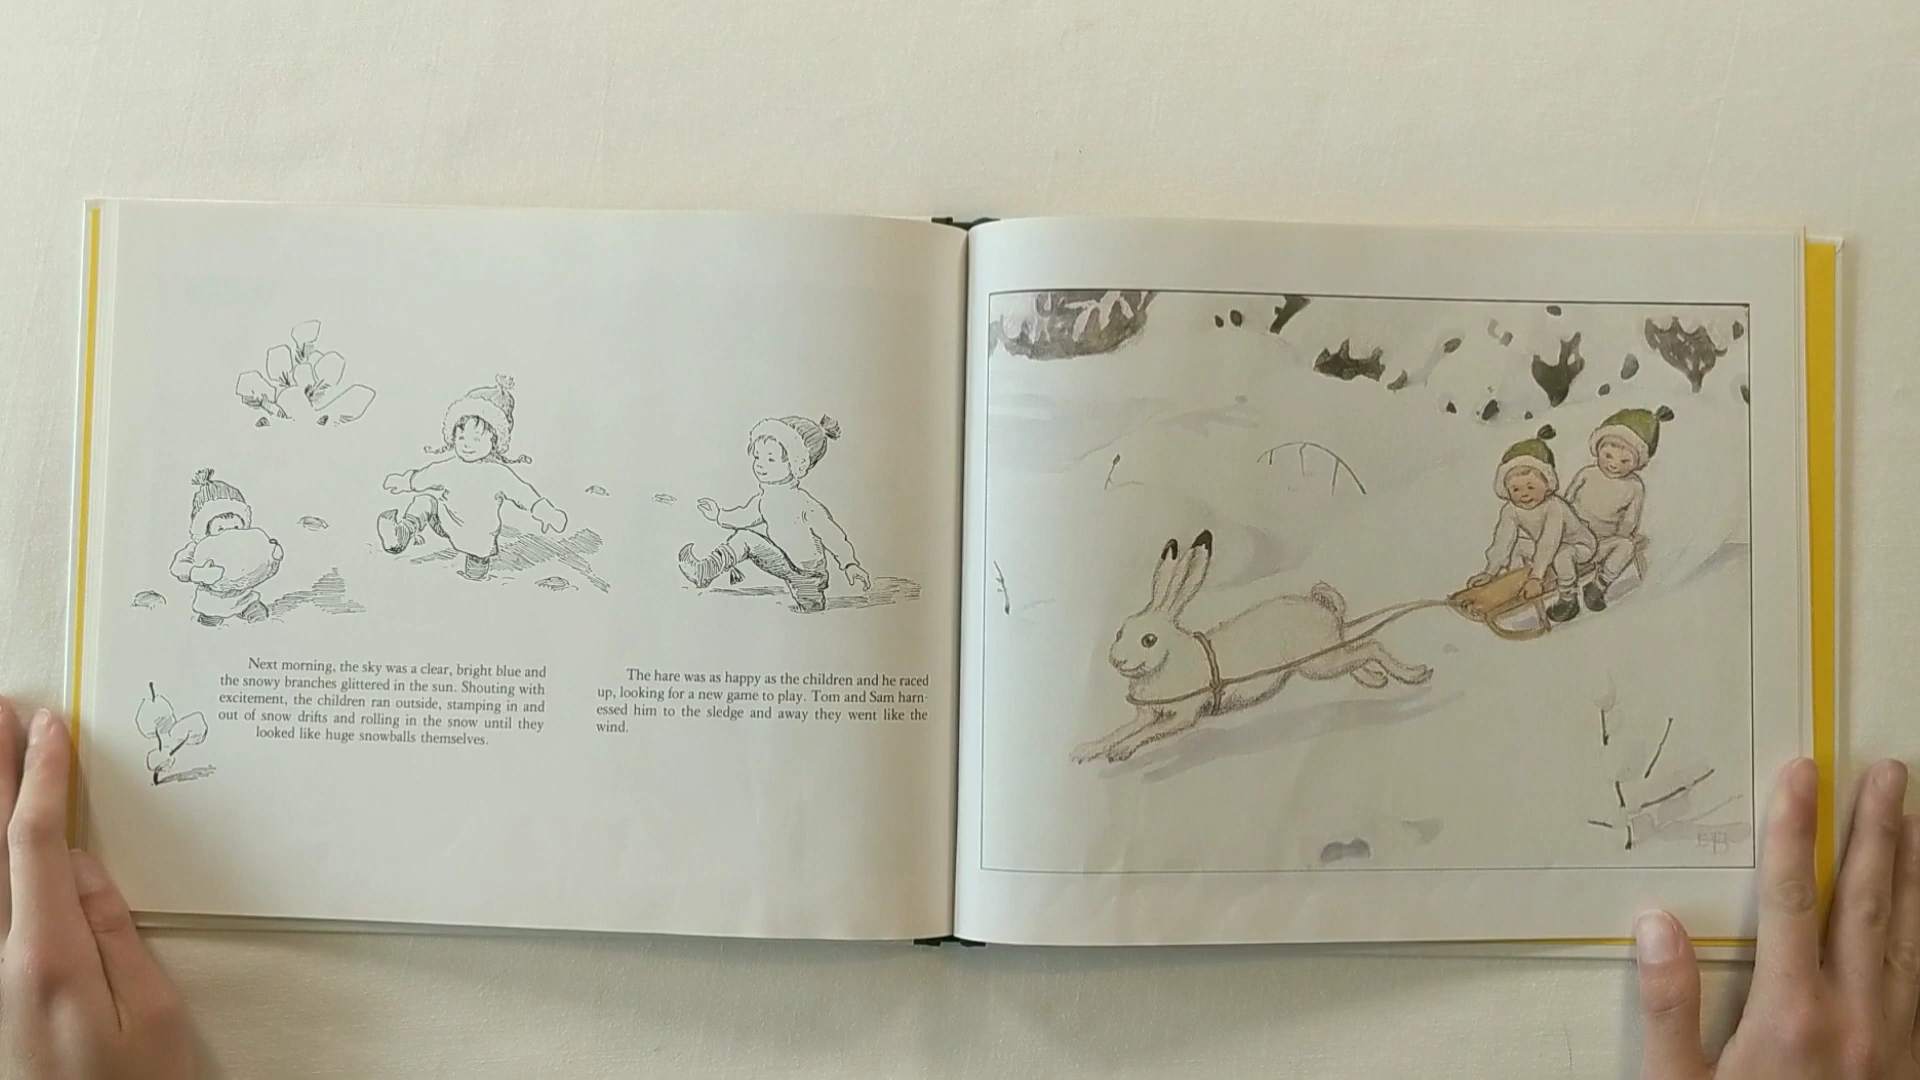 Next morning, the sky was a clear, bright blue and
the snowy branches glittered in the sun. Shouting with
excitement, the children ran outside, stamping in and
out of snow drifts and rolling in the snow until they
looked like huge snowballs themselves.
The hare was as happy as the children and he raced
up, looking for a new game to play. Tom and Sam harn-
essed him to the sledge and away they went like the
wind.
EB